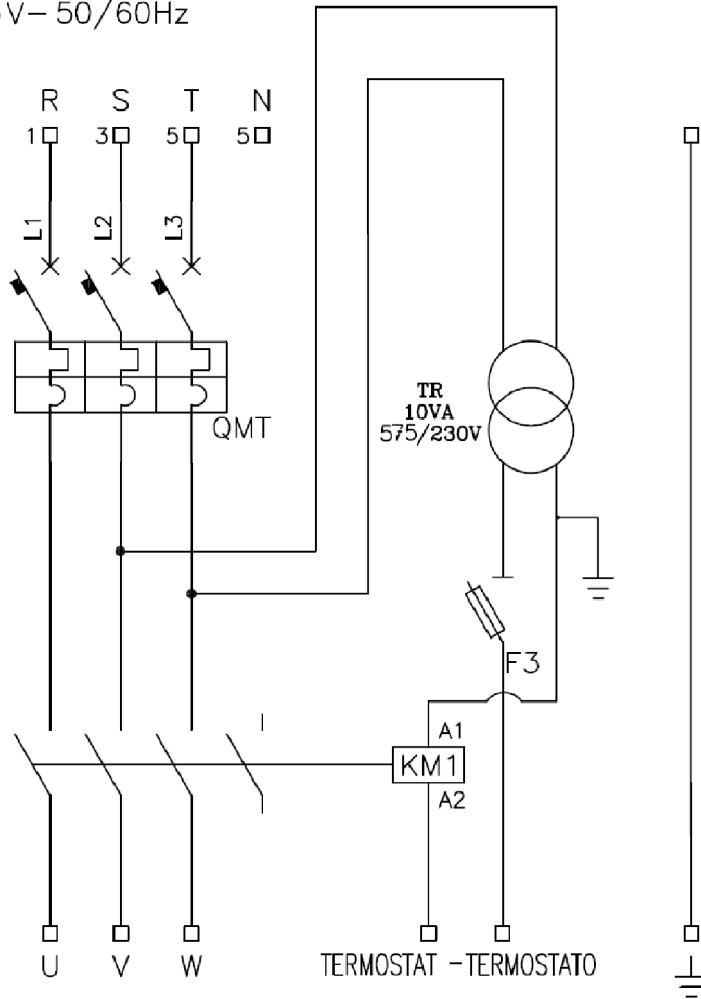 V-50/60Hz
R S T N
1 3 5 5
L1 L2 L3
TR
10VA
575/230V
QMT
F3
A1
KM1
A2
U V W TERMOSTAT -TERMOSTATO